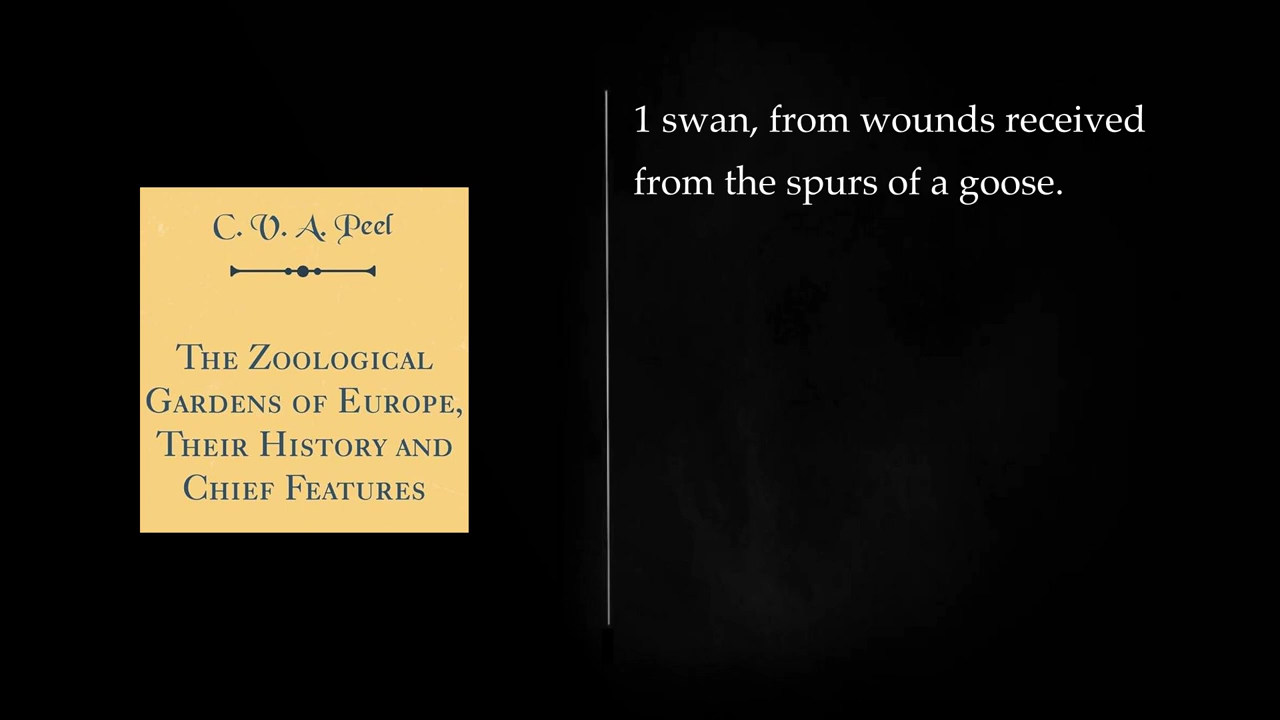 C. V. A. Peel
The Zoological
Gardens of Europe,
Their History and
Chief Features
1 swan, from wounds received
from the spurs of a goose.